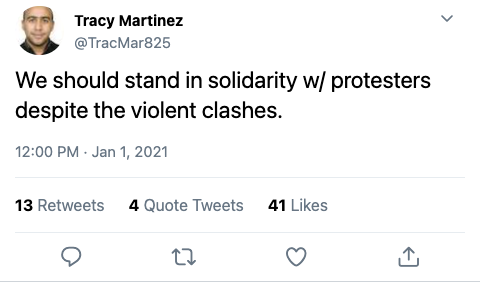 Tracy Martinez
@TracMar825
We should stand in solidarity w/ protesters
despite the violent clashes.
12:00 PM · Jan 1, 2021
13 Retweets 4 Quote Tweets 41 Likes